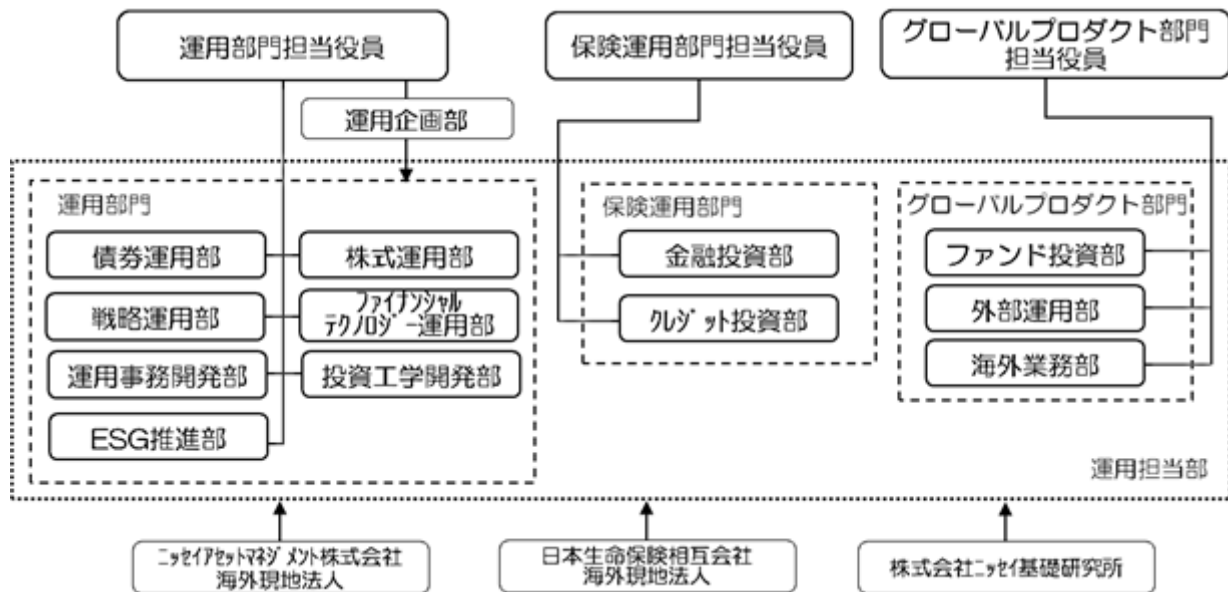 運用部門担当役員
保険運用部門担当役員
グローバルプロダクト部門
担当役員
運用企画部
運用部門
債券運用部
株式運用部
戦略運用部
ファイナンシャル
テクノロジー運用部
運用事務開発部
投資工学開発部
ESG推進部
保険運用部門
金融投資部
クレジット投資部
グローバルプロダクト部門
ファンド投資部
外部運用部
海外業務部
運用担当部
ニッセイアセットマネジメント株式会社
海外現地法人
日本生命保険相互会社
海外現地法人
株式会社ニッセイ基礎研究所